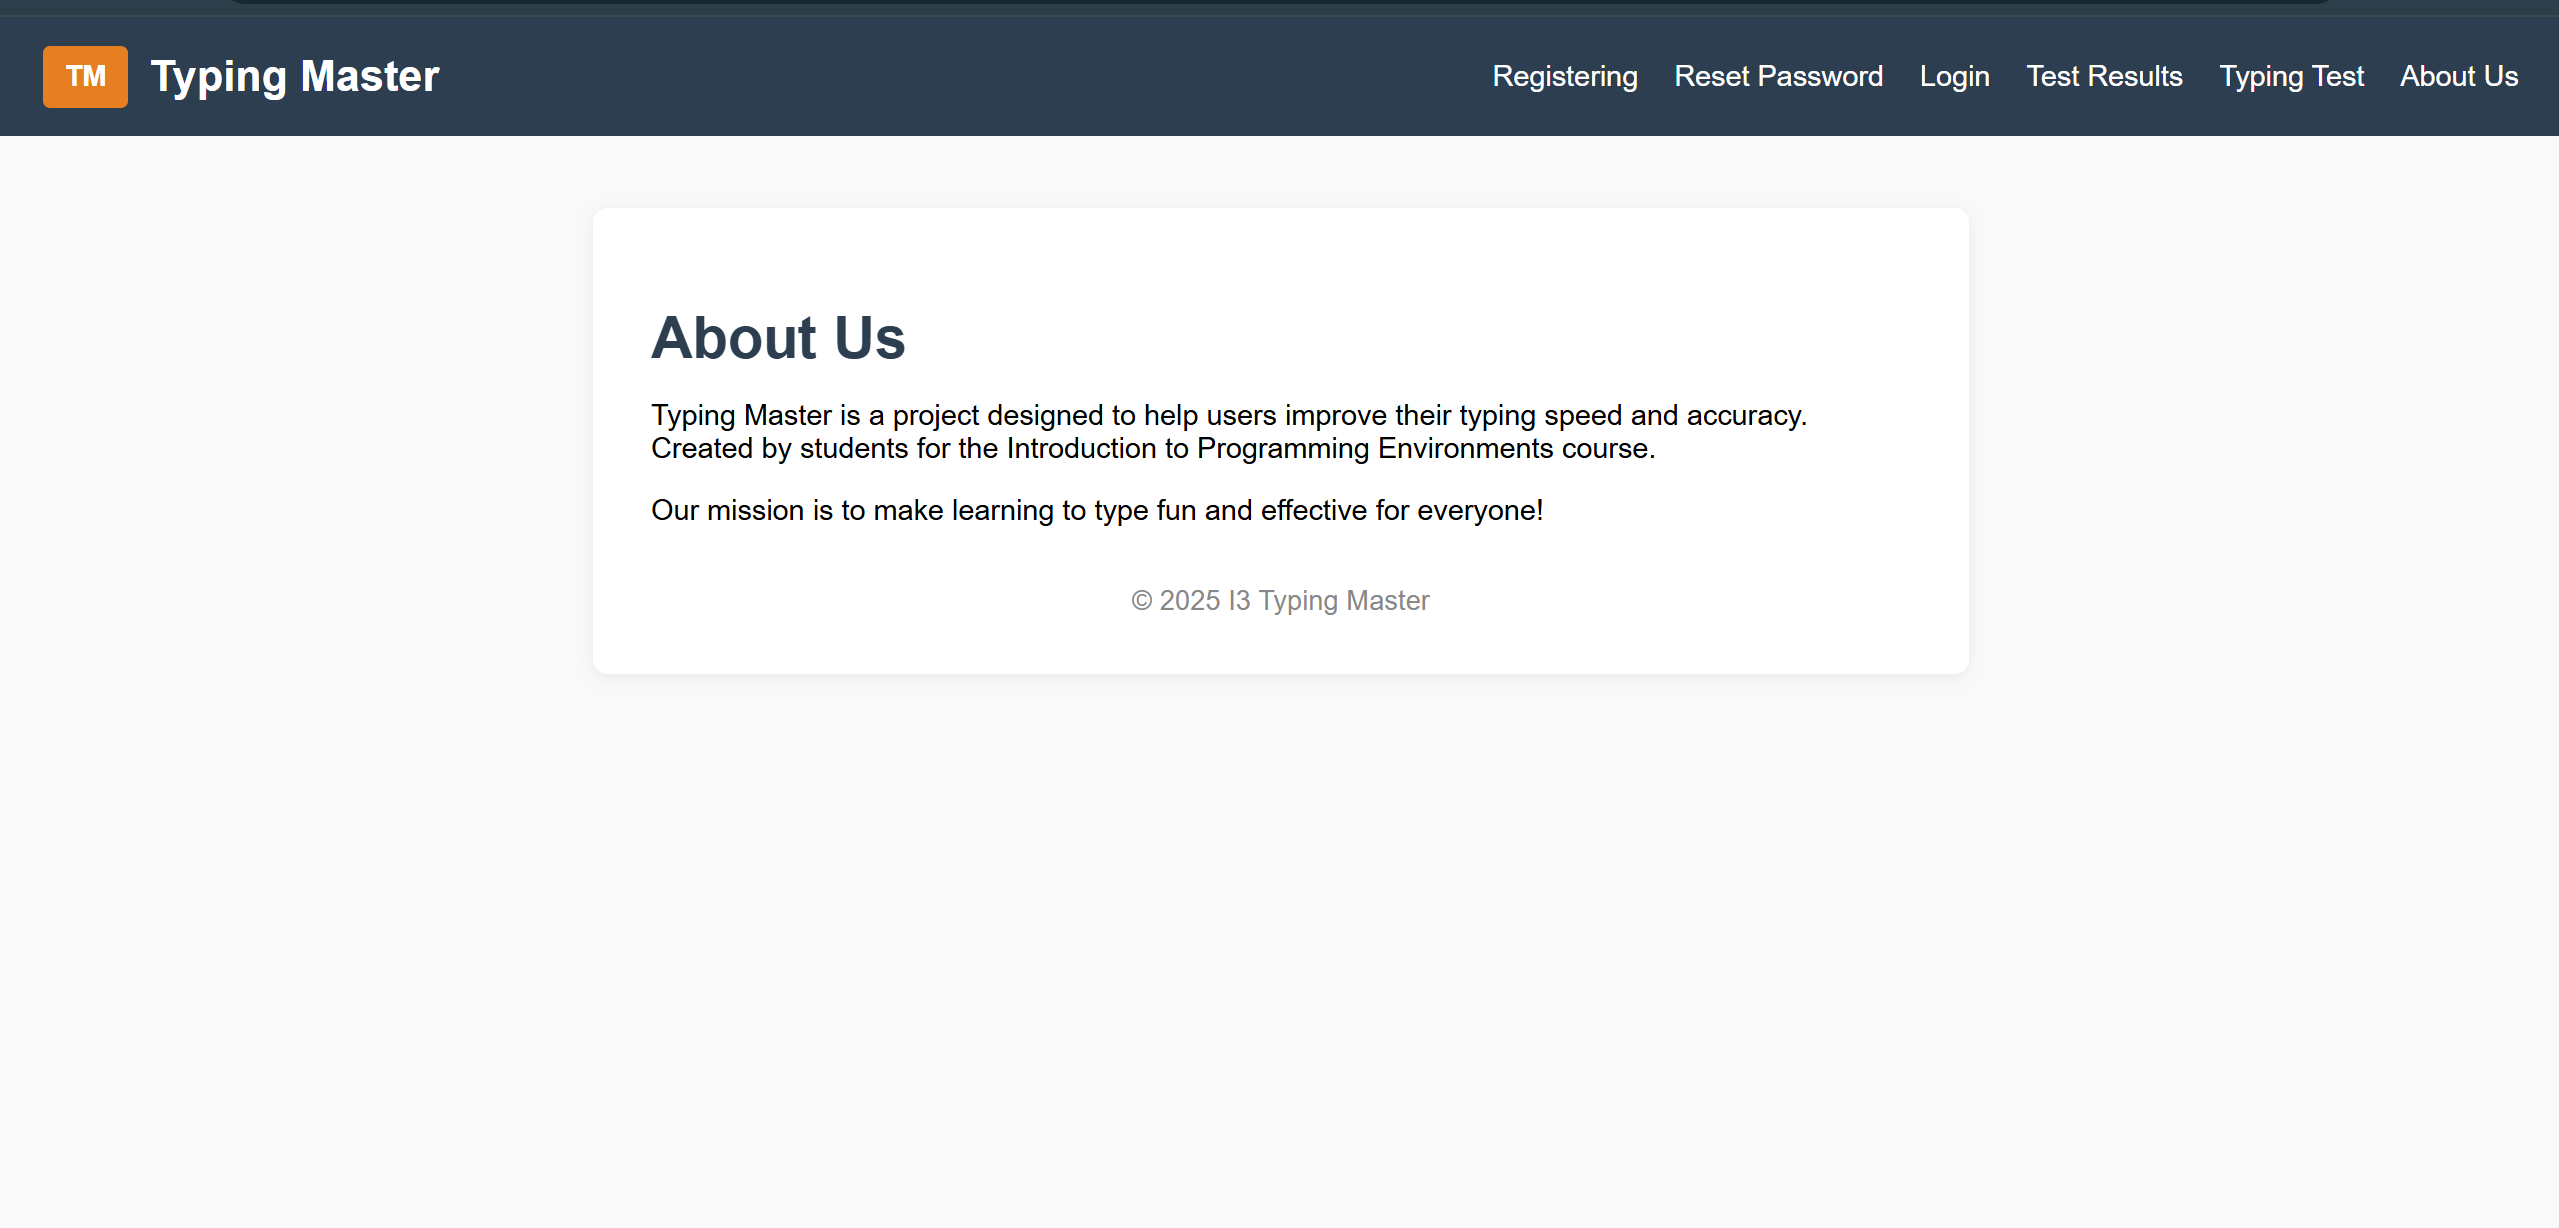 TM Typing Master Registering Reset Password Login Test Results Typing Test About Us
About Us
Typing Master is a project designed to help users improve their typing speed and accuracy.
Created by students for the Introduction to Programming Environments course.
Our mission is to make learning to type fun and effective for everyone!
© 2025 I3 Typing Master